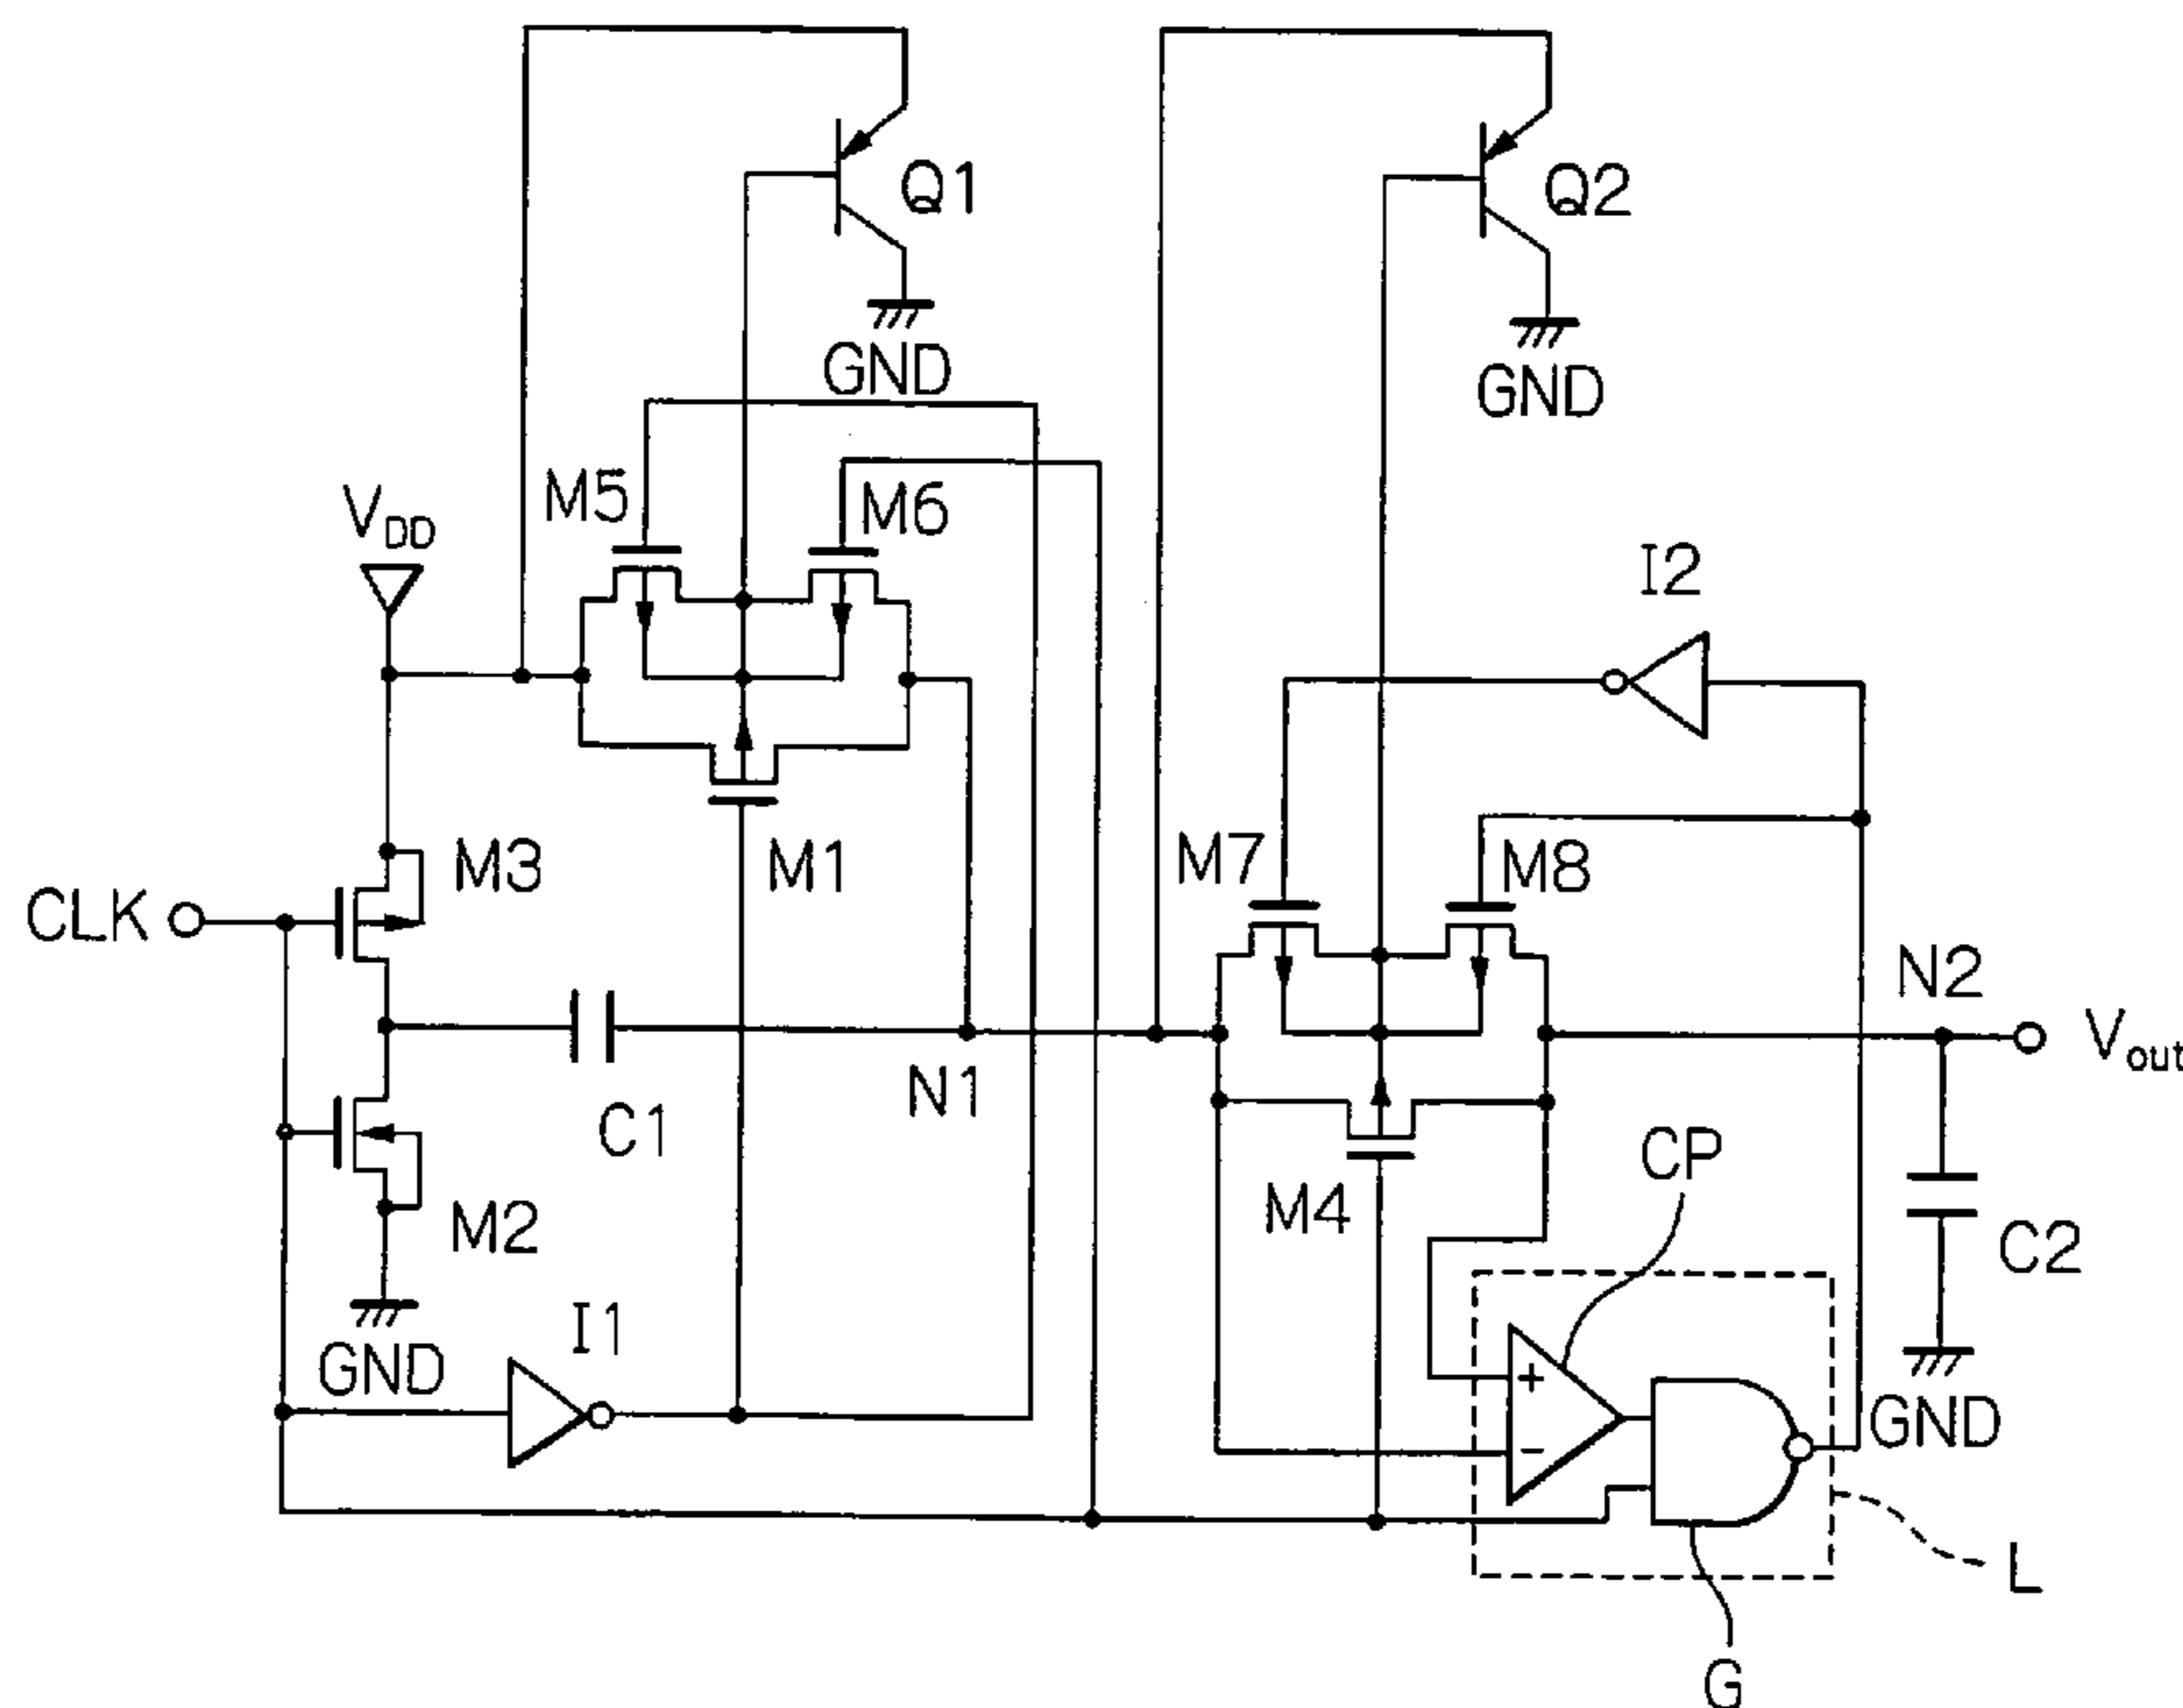 Q1
Q2
GND
GND
M5
M6
VDD
I2
M3
M1
M7
M8
CLK
N2
Vout
N1
C1
CP
M4
M2
C2
I1
GND
GND
+
−
L
G